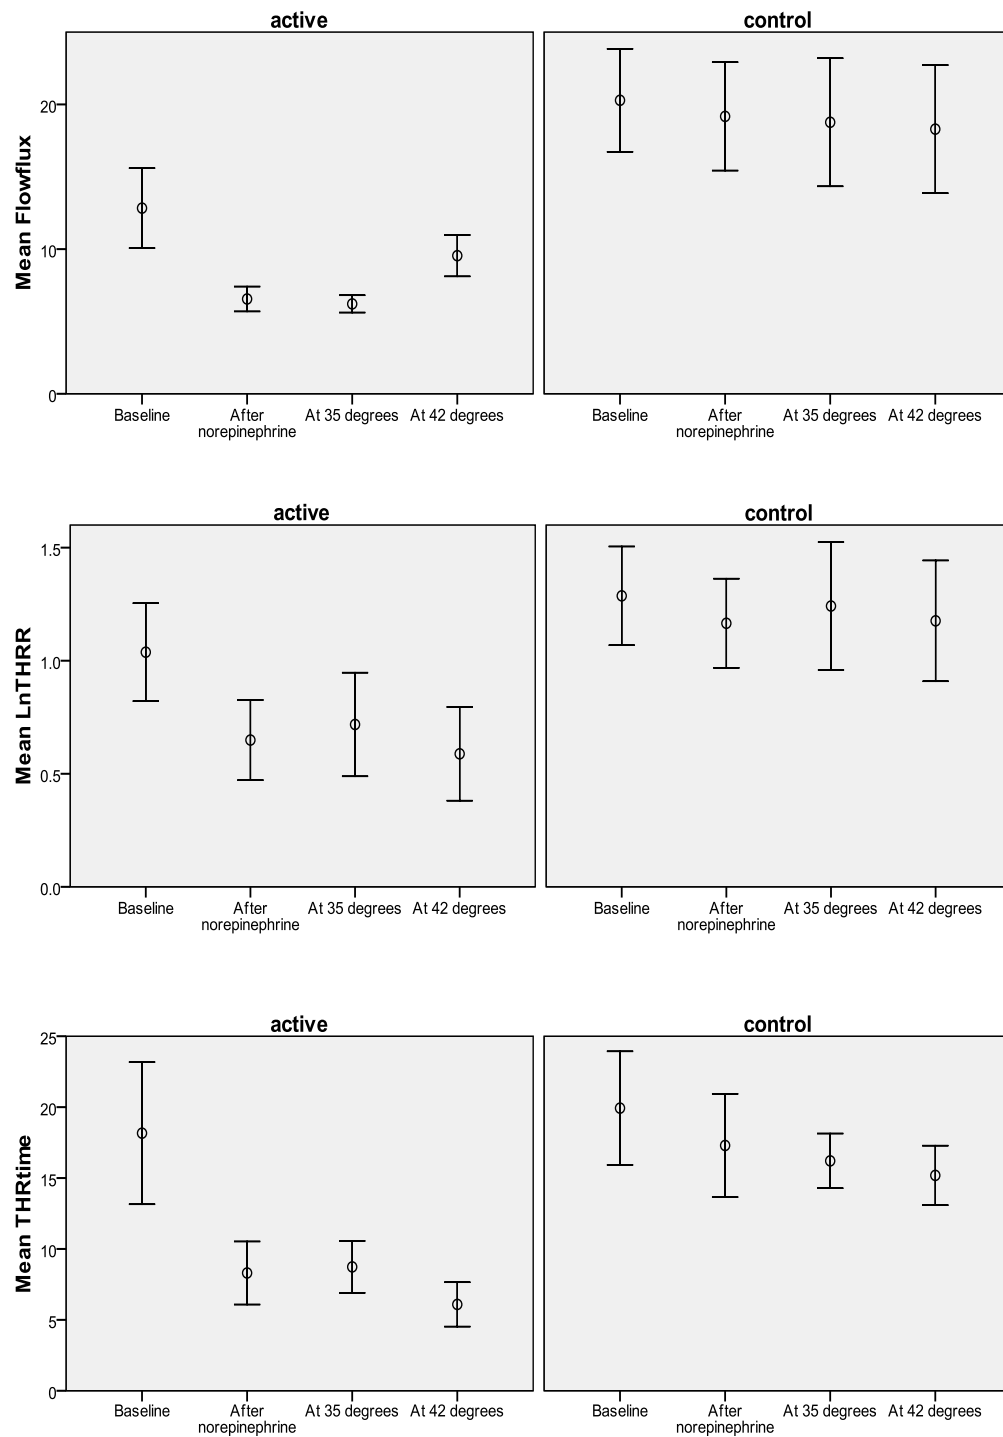 active control
20
10
0
Mean Flowflux
Baseline After At 35 degrees At 42 degrees Baseline After At 35 degrees At 42 degrees
norepinephrine norepinephrine
active control
1.5
1.0
0.5
0.0
Mean LnTHRR
Baseline After At 35 degrees At 42 degrees Baseline After At 35 degrees At 42 degrees
norepinephrine norepinephrine
active control
25
20
15
10
5
0
Mean THRtime
Baseline After At 35 degrees At 42 degrees Baseline After At 35 degrees At 42 degrees
norepinephrine norepinephrine